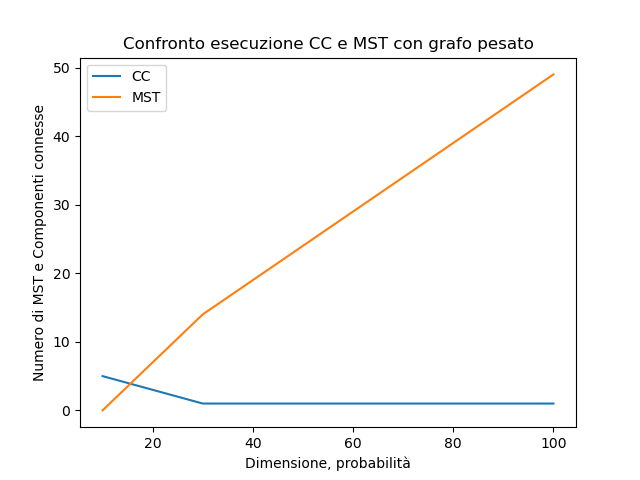 Confronto esecuzione CC e MST con grafo pesato
CC
MST
Numero di MST e Componenti connesse
50
40
30
20
10
0
20
40
60
80
100
Dimensione, probabilità